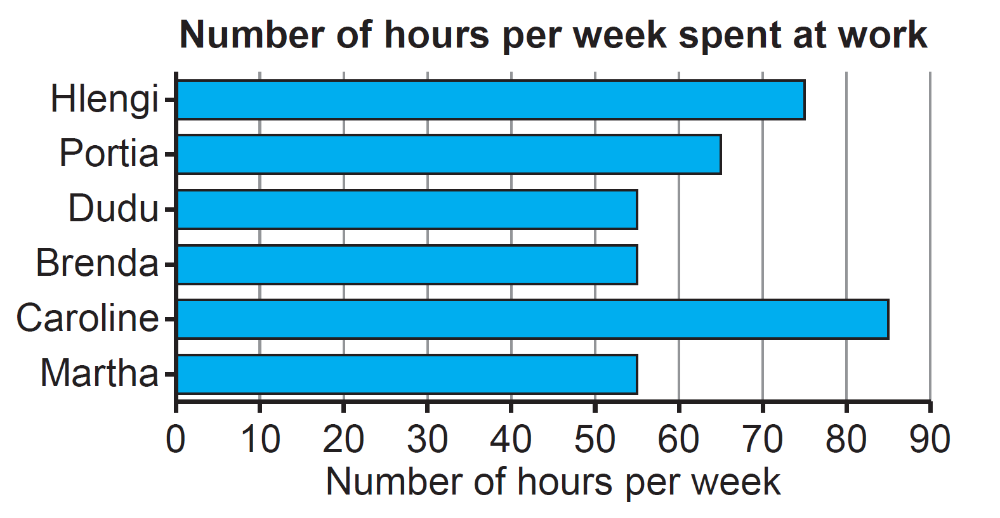 Number of hours per week spent at work
Hlengi
Portia
Dudu
Brenda
Caroline
Martha
0 10 20 30 40 50 60 70 80 90
Number of hours per week